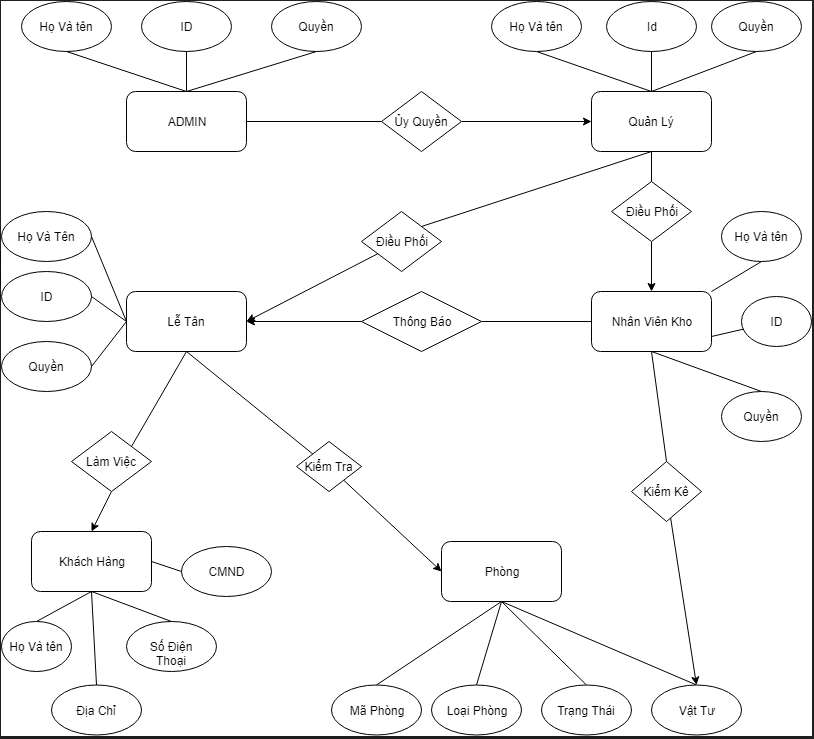 Họ Và tên
ID
Quyền
Họ Và tên
Id
Quyền
ADMIN
Ủy Quyền
Quản Lý
Điều Phối
Điều Phối
Họ Và Tên
Họ Và tên
ID
ID
Lễ Tân
Thông Báo
Nhân Viên Kho
Quyền
Quyền
Làm Việc
Kiểm Tra
Kiểm Kê
Khách Hàng
CMND
Phòng
Họ Và tên
Số Điện
Thoại
Địa Chỉ
Mã Phòng
Loại Phòng
Trạng Thái
Vật Tư